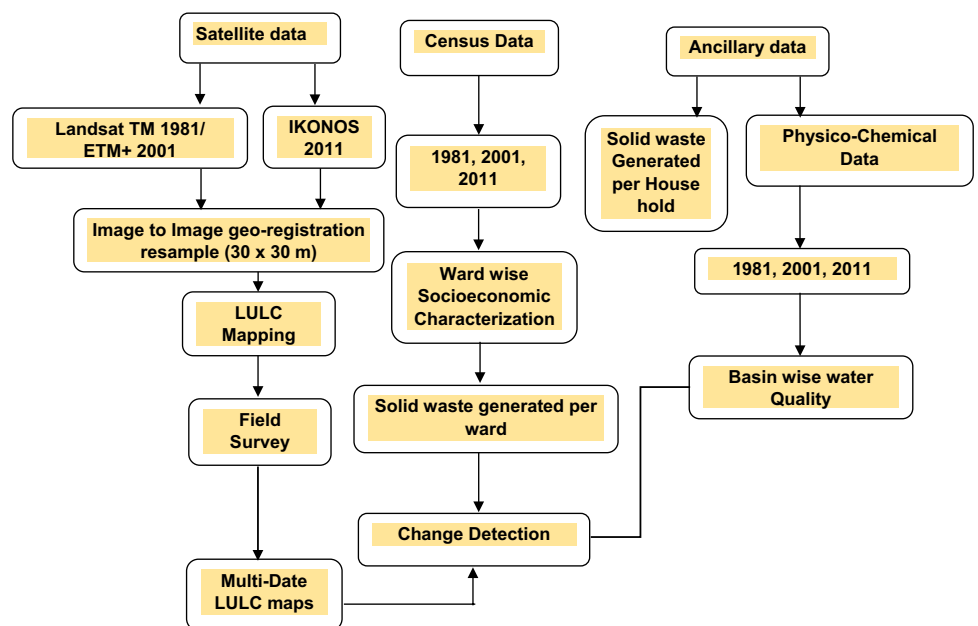 Satellite data
Census Data
Ancillary data
Landsat TM 1981/
ETM+ 2001
IKONOS
2011
1981, 2001,
2011
Solid waste
Generated
per House
hold
Physico-Chemical
Data
Image to Image geo-registration
resample (30 x 30 m)
Ward wise
Socioeconomic
Characterization
1981, 2001, 2011
LULC
Mapping
Solid waste generated per
ward
Basin wise water
Quality
Field
Survey
Change Detection
Multi-Date
LULC maps